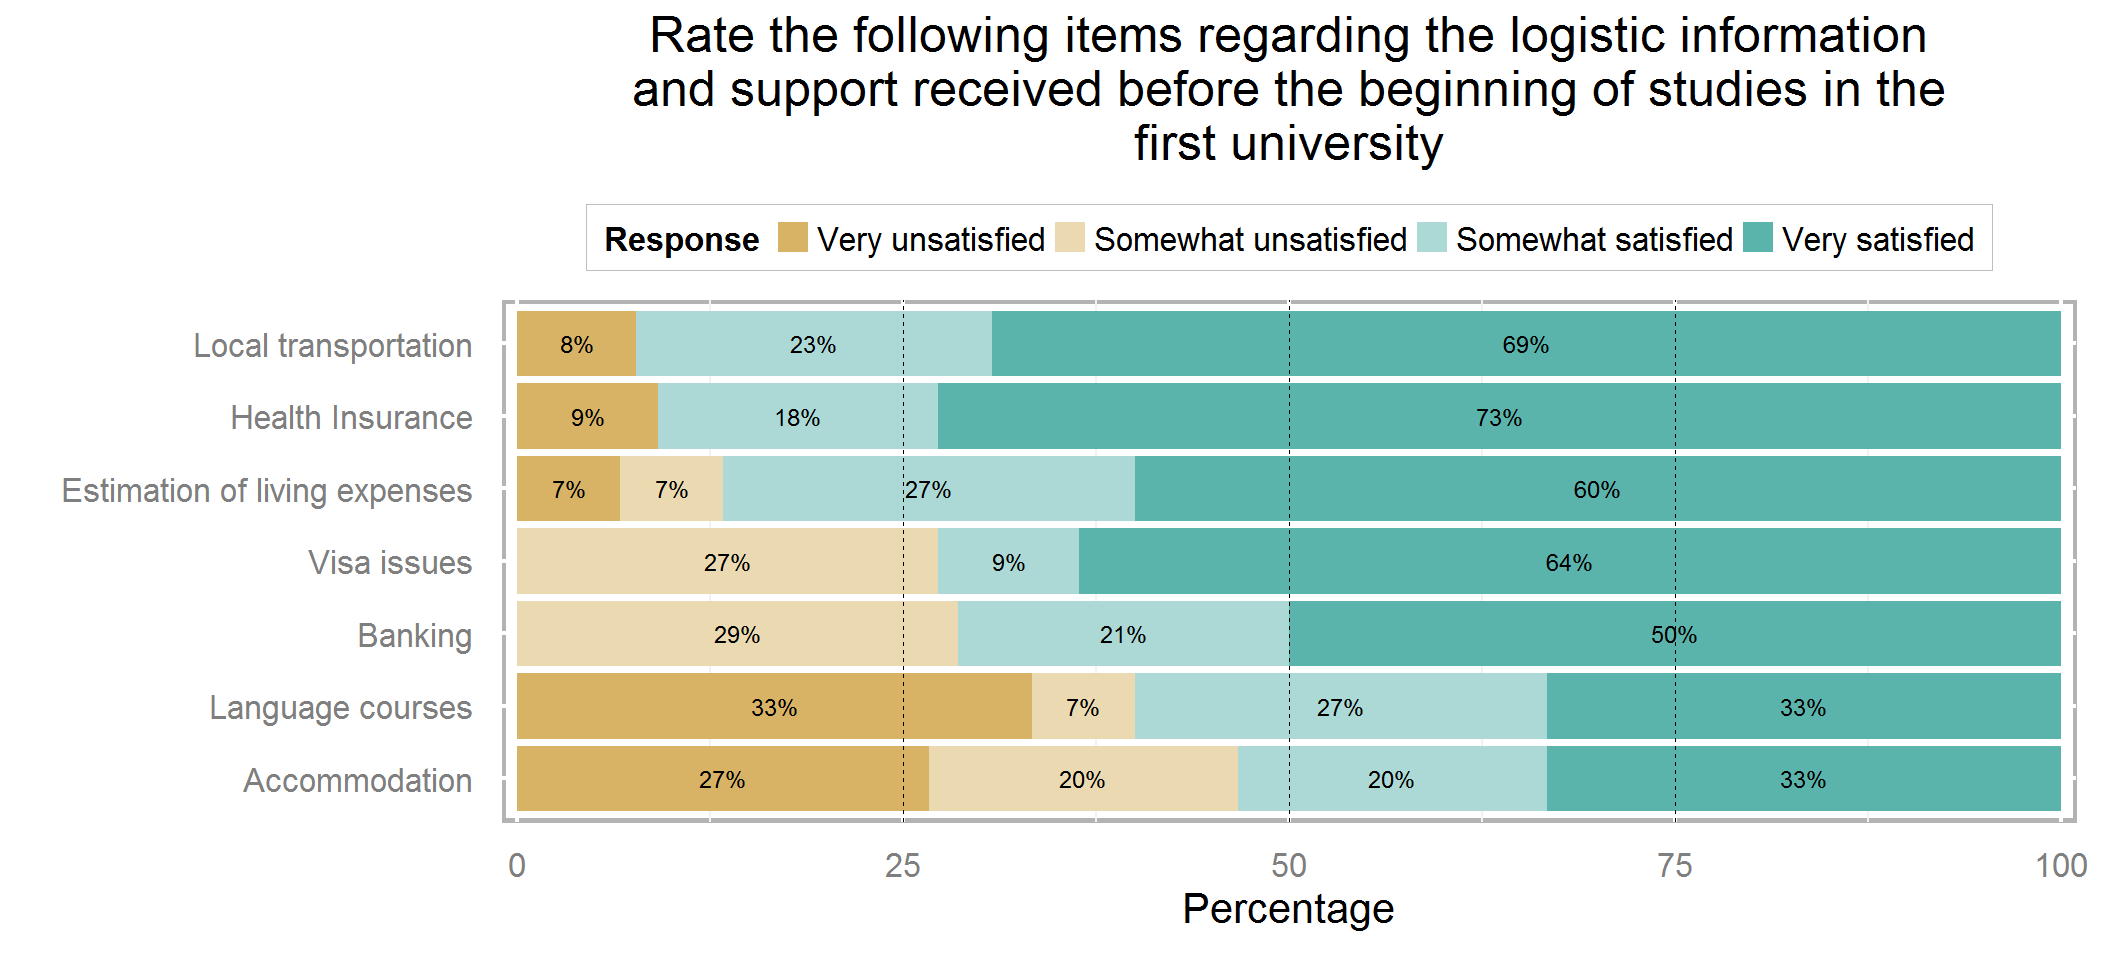 Rate the following items regarding the logistic information
and support received before the beginning of studies in the
first university
Response Very unsatisfied Somewhat unsatisfied Somewhat satisfied Very satisfied
Local transportation 8% 23% 69%
Health Insurance 9% 18% 73%
Estimation of living expenses 7% 7% 27% 60%
Visa issues 27% 9% 64%
Banking 29% 21% 50%
Language courses 33% 7% 27% 33%
Accommodation 27% 20% 20% 33%
0 25 50 75 100
Percentage